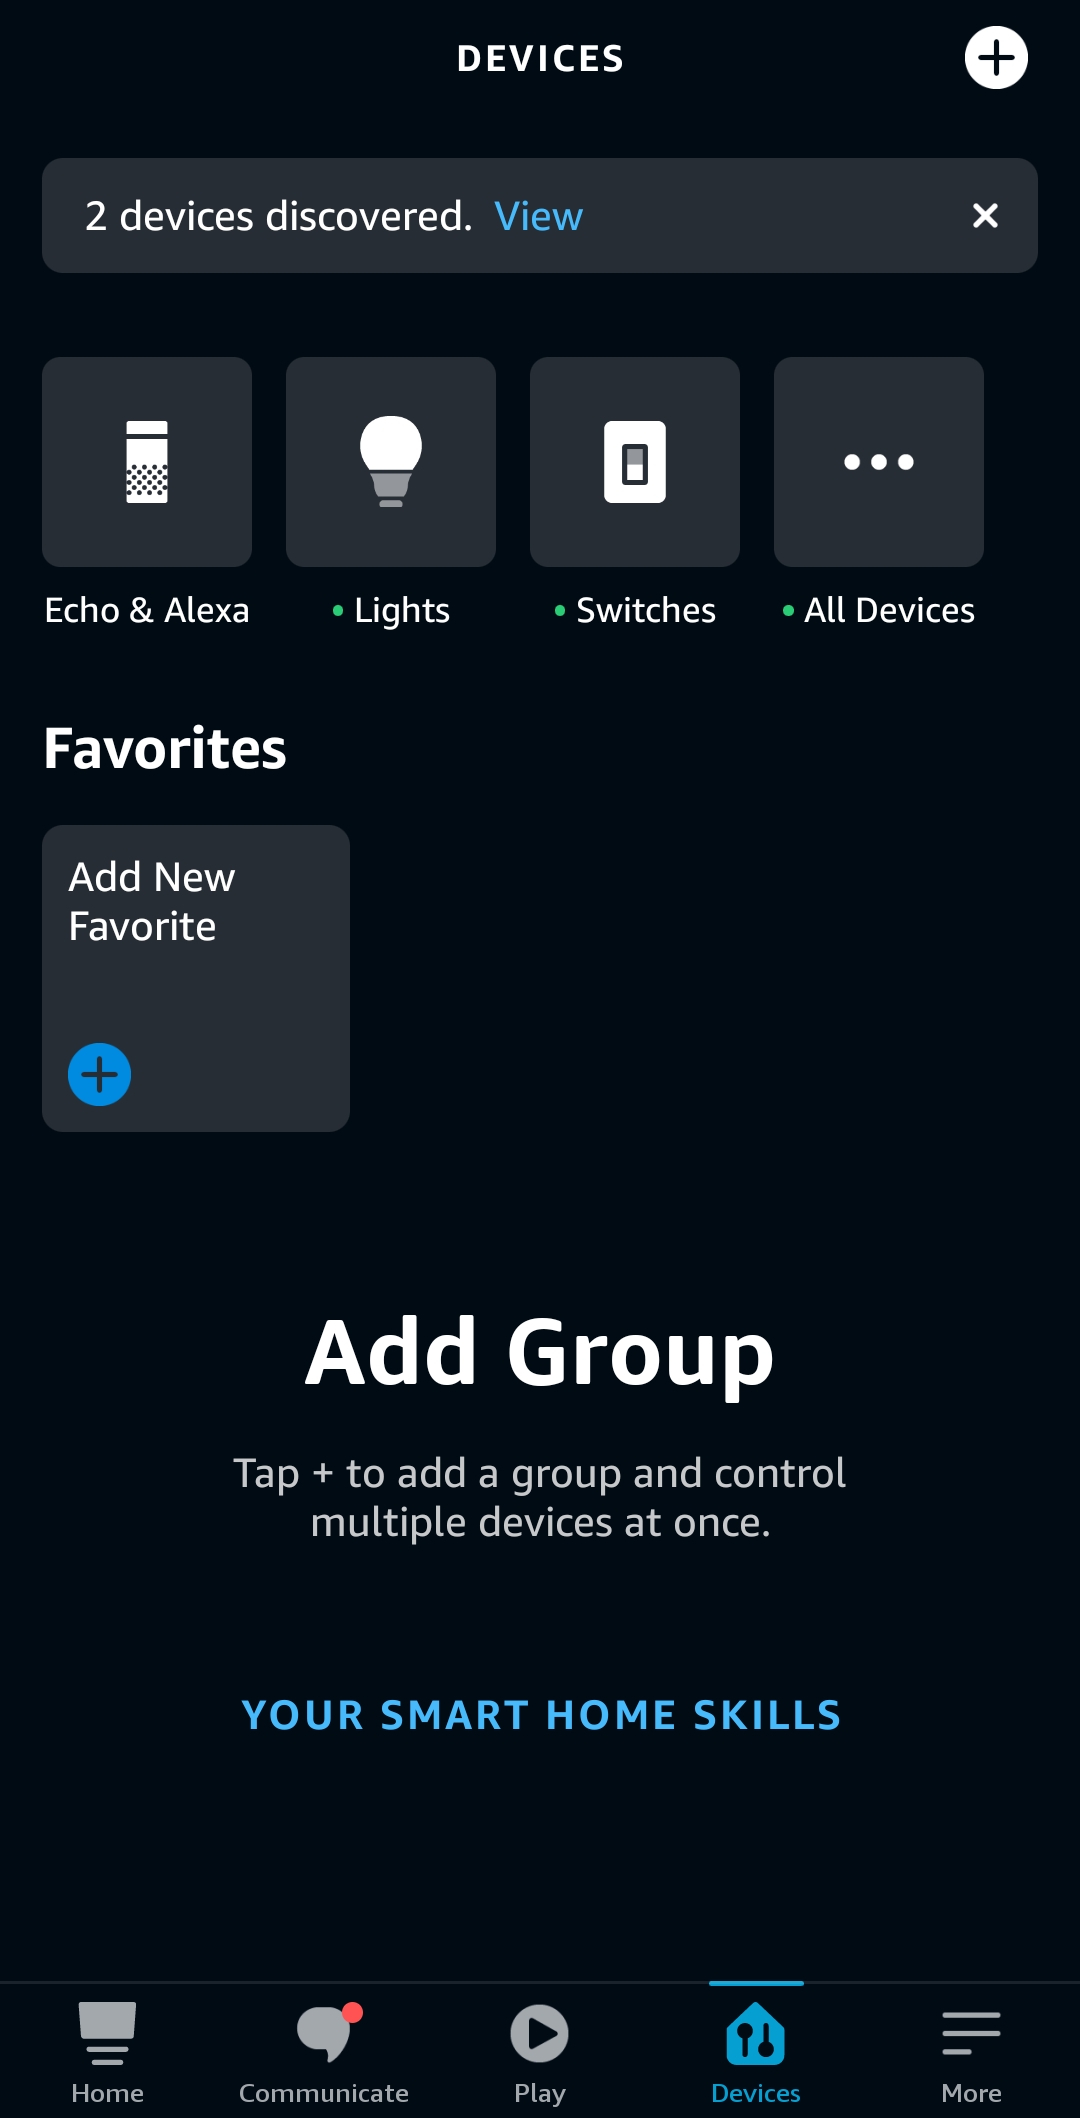 DEVICES
2 devices discovered. View
Echo & Alexa
Lights
Switches
All Devices
Favorites
Add New
Favorite
Add Group
Tap + to add a group and control
multiple devices at once.
YOUR SMART HOME SKILLS
Home
Communicate
Play
Devices
More